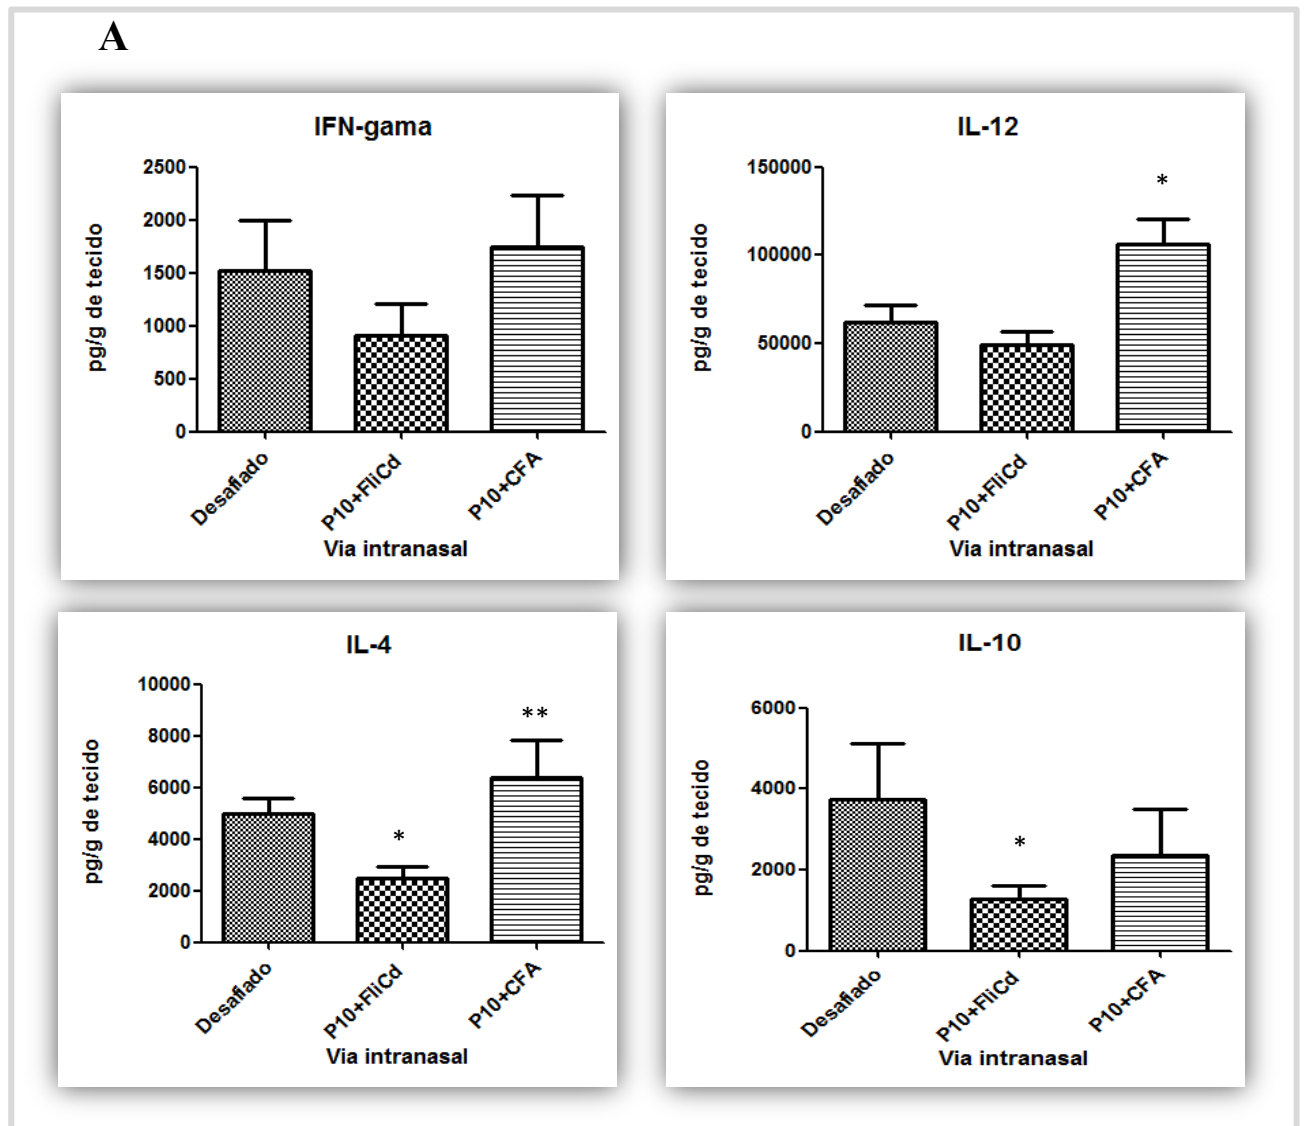 A
IFN-gama
2500
2000
1500
1000
500
0
pg/g de tecido
Desafiado
P10+FliCd
P10+CFA
Via intranasal
IL-12
*
150000
100000
50000
0
pg/g de tecido
Desafiado
P10+FliCd
P10+CFA
Via intranasal
IL-4
**
*
10000
8000
6000
4000
2000
0
pg/g de tecido
Desafiado
P10+FliCd
P10+CFA
Via intranasal
IL-10
*
6000
4000
2000
0
pg/g de tecido
Desafiado
P10+FliCd
P10+CFA
Via intranasal